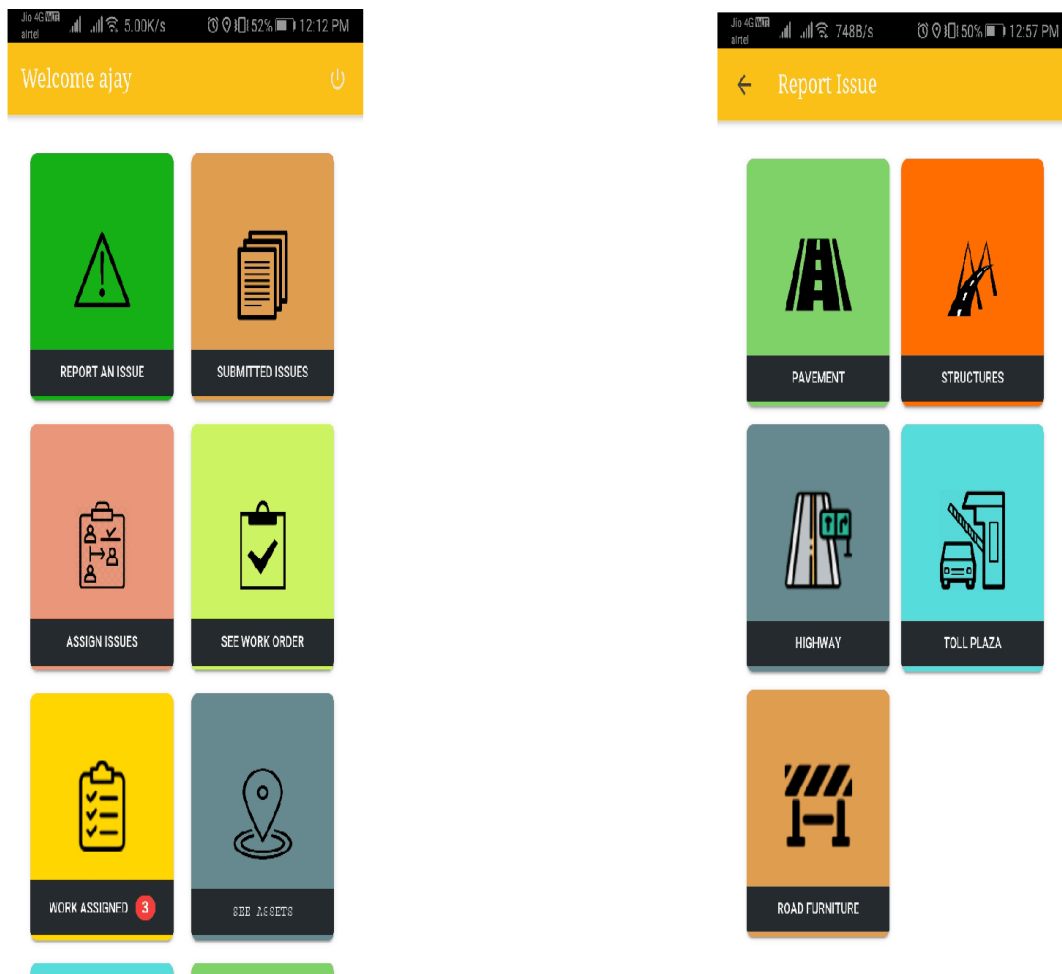 Jio 4G VoLTE
airtel
5.00K/s
52%
12:12 PM
Welcome ajay
REPORT AN ISSUE
SUBMITTED ISSUES
ASSIGN ISSUES
SEE WORK ORDER
WORK ASSIGNED 3
SEE ASSETS
Jio 4G VoLTE
airtel
748B/s
50%
12:57 PM
Report Issue
PAVEMENT
STRUCTURES
HIGHWAY
TOLL PLAZA
ROAD FURNITURE